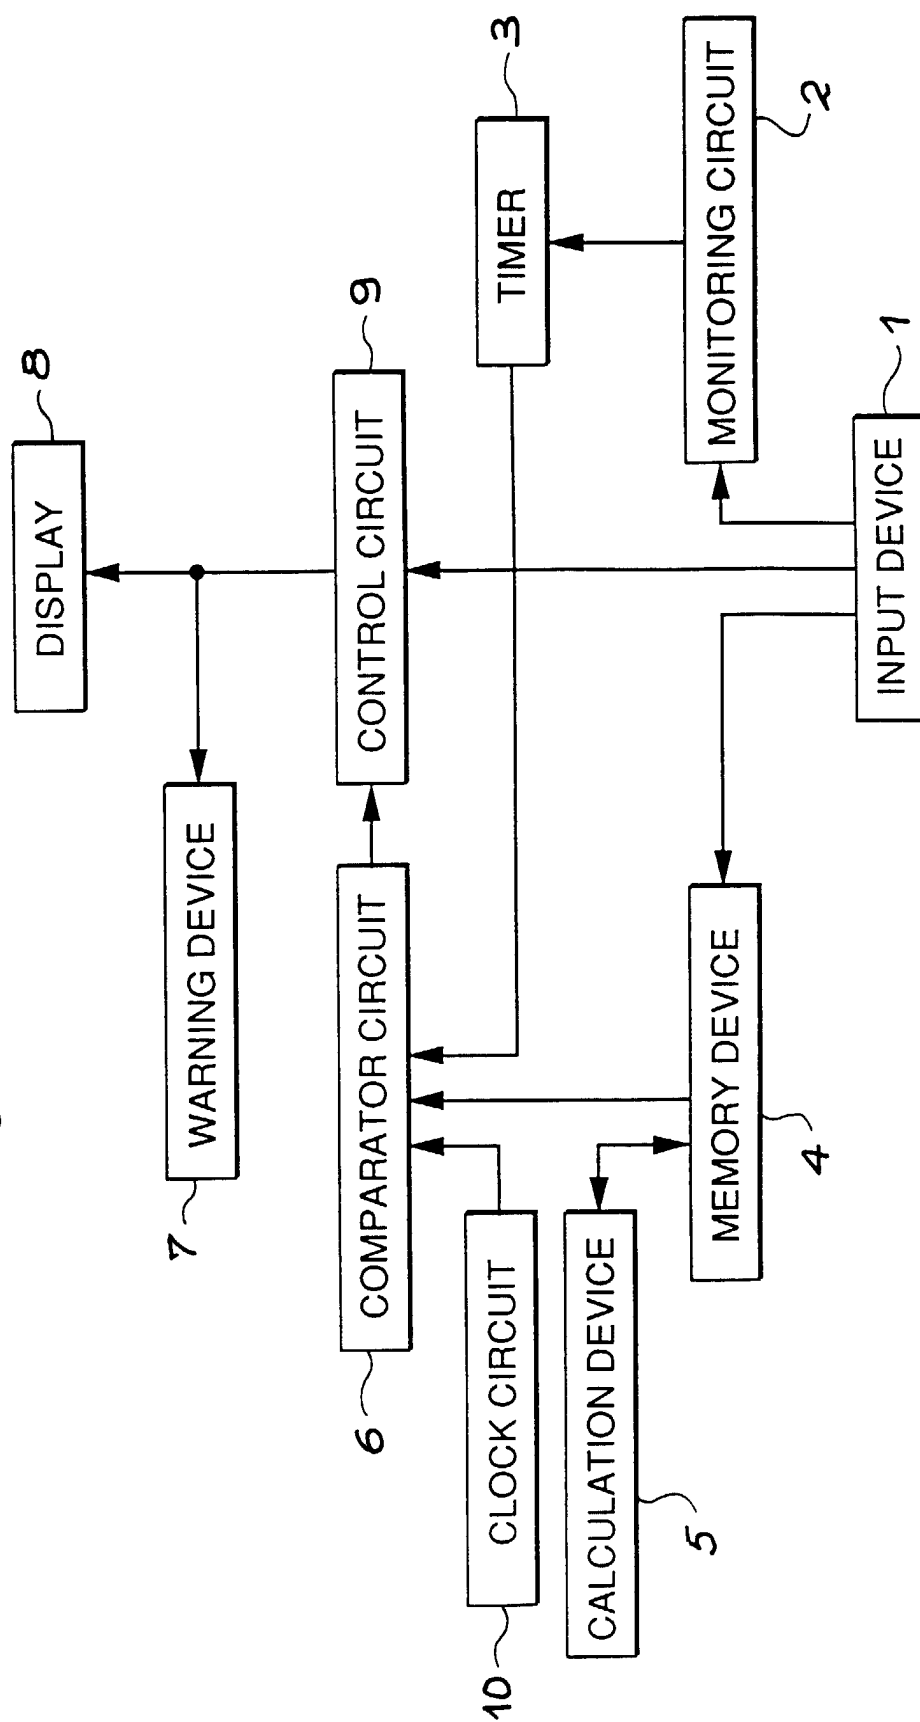 8
DISPLAY
7
WARNING DEVICE
9
CONTROL CIRCUIT
6
COMPARATOR CIRCUIT
3
TIMER
10
CLOCK CIRCUIT
5
CALCULATION DEVICE
2
MONITORING CIRCUIT
4
MEMORY DEVICE
1
INPUT DEVICE